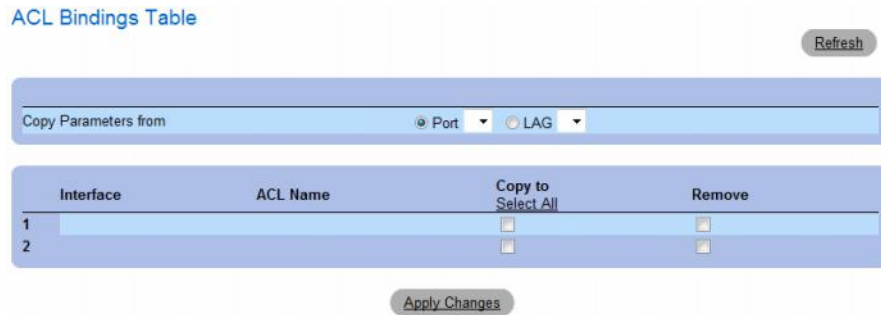 ACL Bindings Table
Refresh
Copy Parameters from Port LAG
Interface ACL Name Copy to Remove
Select All
1
2
Apply Changes